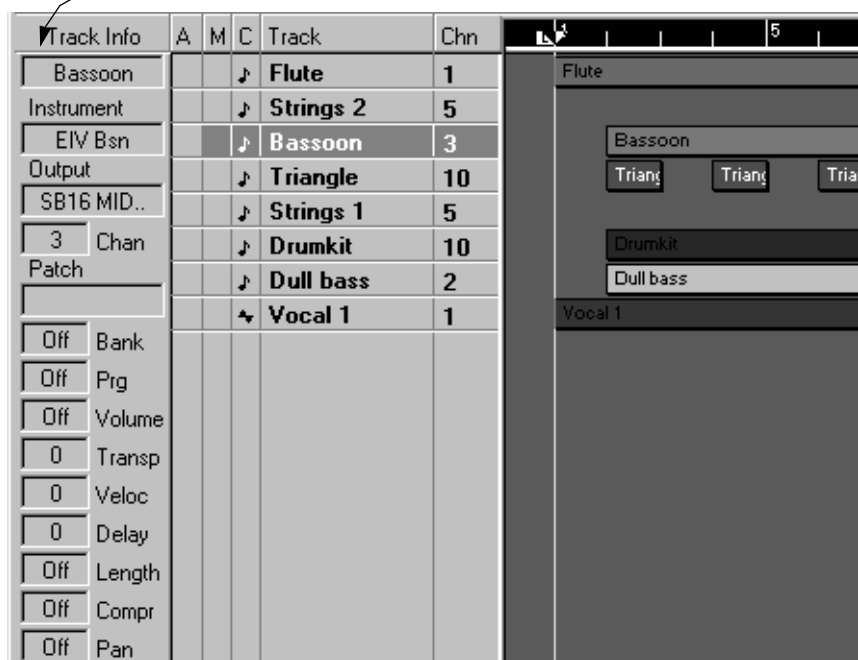 Track Info A M C Track Chn 1 5
Bassoon Flute 1 Flute
Instrument Strings 2 5
EIV Bsn Bassoon 3 Bassoon
Output Triangle 10 Triang Triang Tria
SB16 MID.. Strings 1 5
3 Chan Drumkit 10 Drumkit
Patch Dull bass 2 Dull bass
Vocal 1 1 Vocal 1
Off Bank
Off Prg
Off Volume
0 Transp
0 Veloc
0 Delay
Off Length
Off Compr
Off Pan